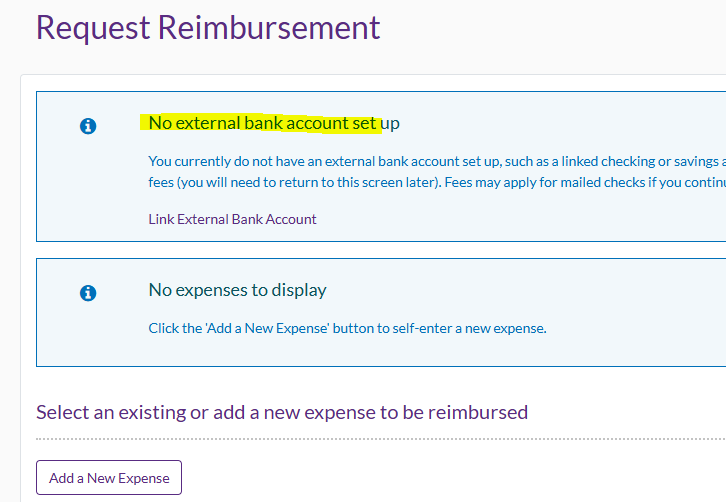 Request Reimbursement
No external bank account set up
You currently do not have an external bank account set up, such as a linked checking or savings
fees (you will need to return to this screen later). Fees may apply for mailed checks if you
Link External Bank Account
No expenses to display
Click the 'Add a New Expense' button to self-enter a new expense.
Select an existing or add a new expense to be reimbursed
Add a New Expense